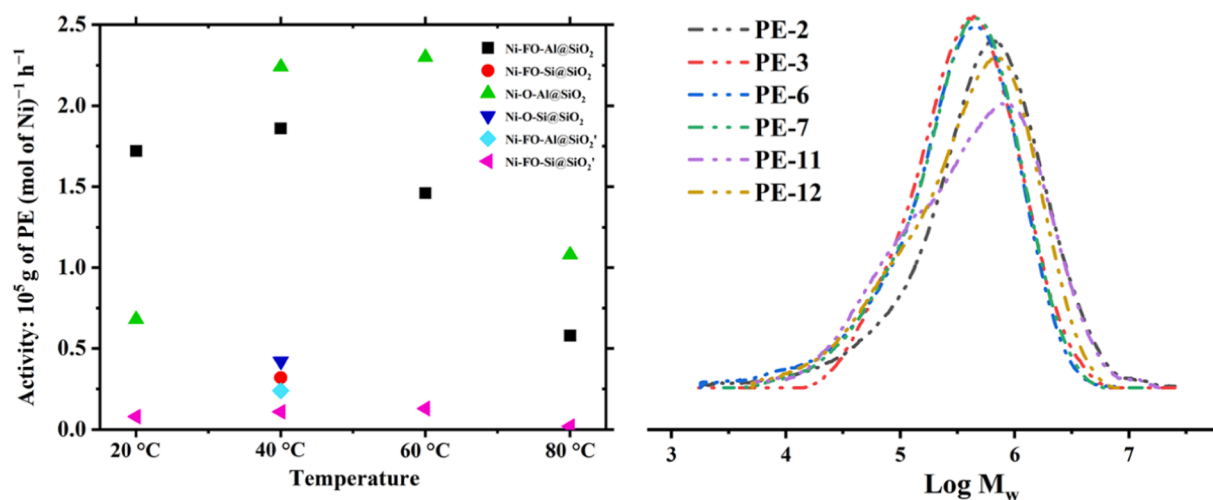 Activity: 10⁵ g of PE (mol of Ni)⁻¹ h⁻¹
2.5
2.0
1.5
1.0
0.5
0.0
Ni-FO-Al@SiO₂
Ni-FO-Si@SiO₂
Ni-O-Al@SiO₂
Ni-O-Si@SiO₂
Ni-FO-Al@SiO₂'
Ni-FO-Si@SiO₂'
20 °C 40 °C 60 °C 80 °C
Temperature
PE-2
PE-3
PE-6
PE-7
PE-11
PE-12
3 4 5 6 7
Log M_w